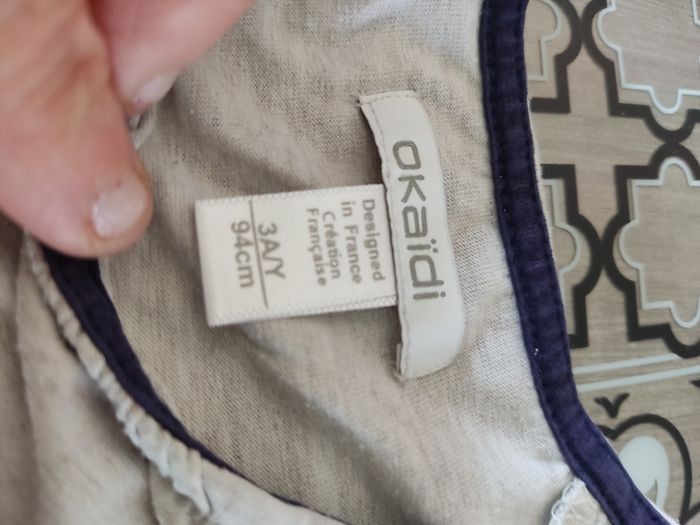 okaïdi
Designed
in France
Création
Française
3A/Y
94cm